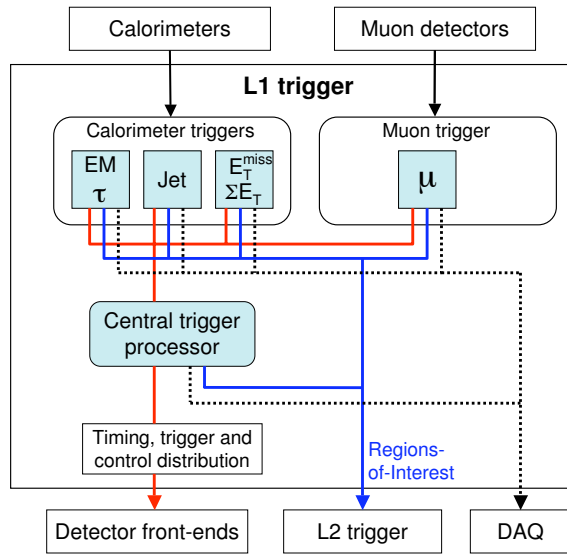 Calorimeters
Muon detectors
L1 trigger
Calorimeter triggers
Muon trigger
EM
τ
Jet
E_T^miss
ΣE_T
μ
Central trigger
processor
Timing, trigger and
control distribution
Regions-
of-Interest
Detector front-ends
L2 trigger
DAQ